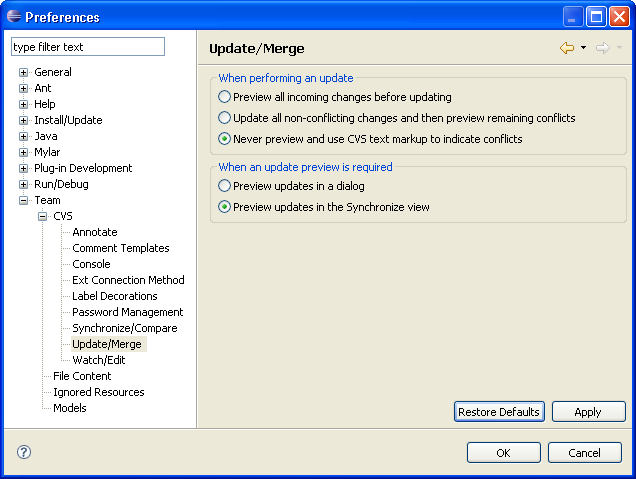 Preferences
type filter text
General
Ant
Help
Install/Update
Java
Mylar
Plug-in Development
Run/Debug
Team
CVS
Annotate
Comment Templates
Console
Ext Connection Method
Label Decorations
Password Management
Synchronize/Compare
Update/Merge
Watch/Edit
File Content
Ignored Resources
Models
Update/Merge
When performing an update
Preview all incoming changes before updating
Update all non-conflicting changes and then preview remaining conflicts
Never preview and use CVS text markup to indicate conflicts
When an update preview is required
Preview updates in a dialog
Preview updates in the Synchronize view
Restore Defaults
Apply
?
OK
Cancel